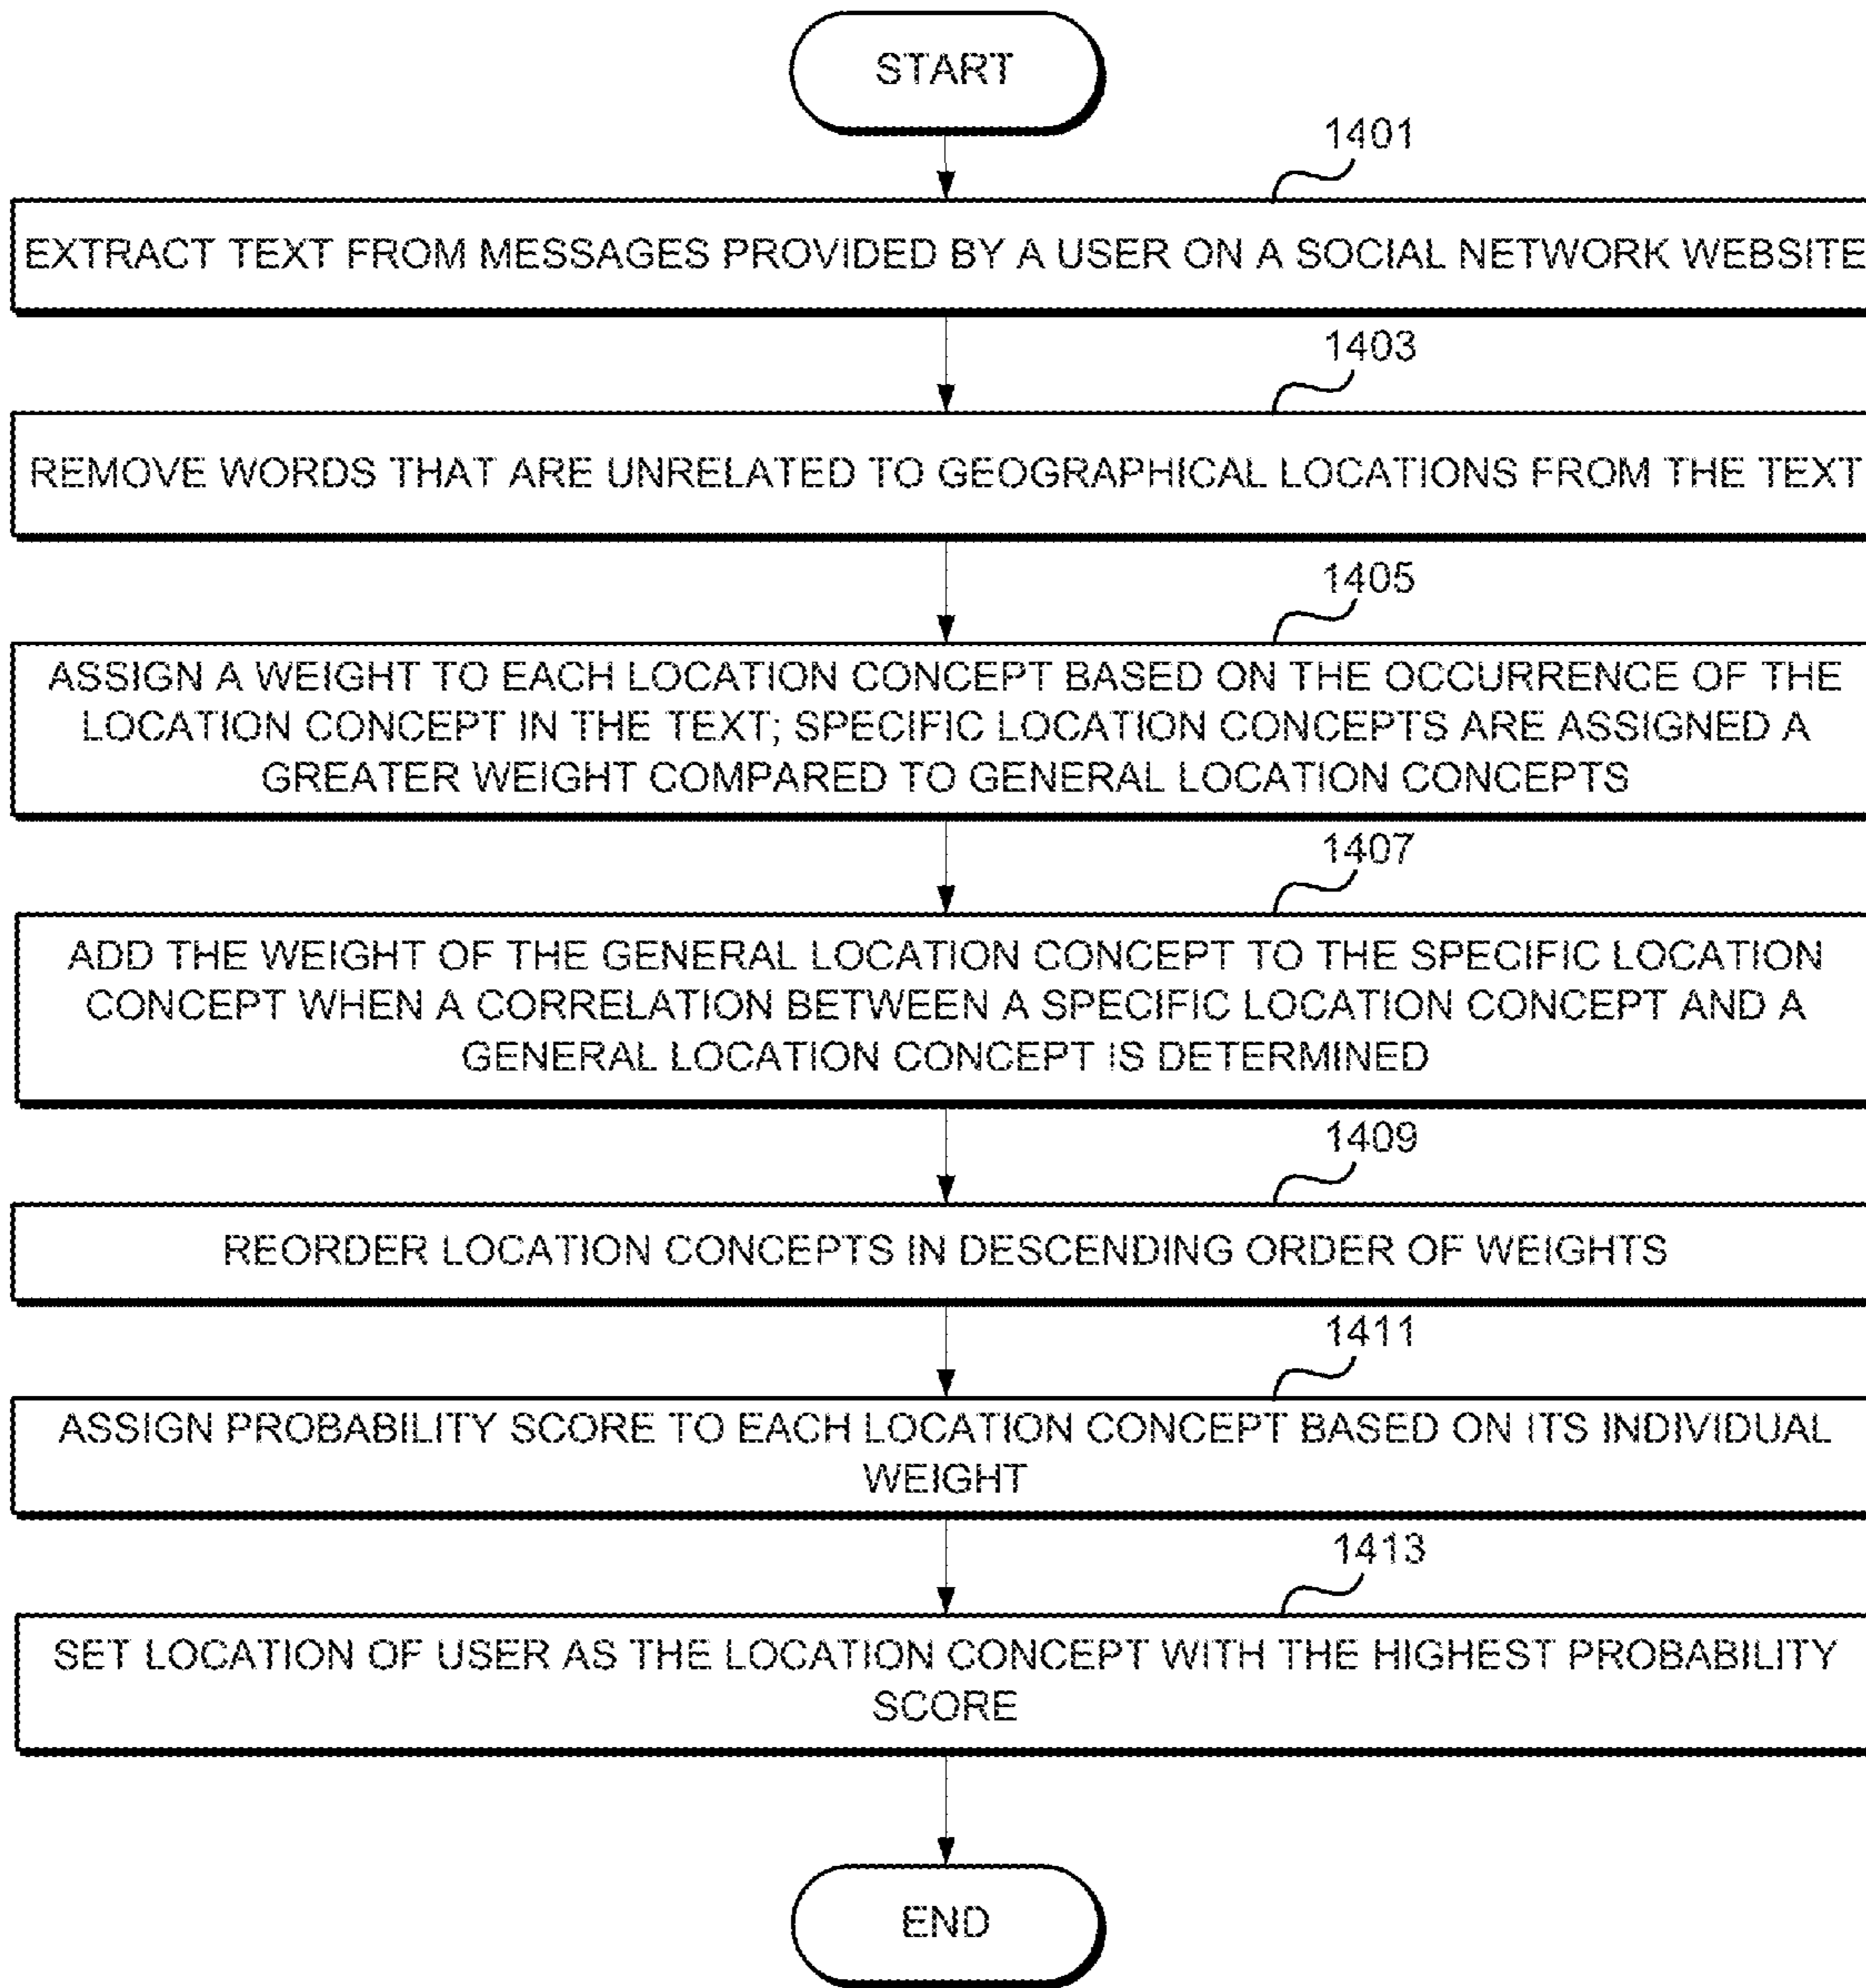 START
1401
EXTRACT TEXT FROM MESSAGES PROVIDED BY A USER ON A SOCIAL NETWORK WEBSITE
1403
REMOVE WORDS THAT ARE UNRELATED TO GEOGRAPHICAL LOCATIONS FROM THE TEXT
1405
ASSIGN A WEIGHT TO EACH LOCATION CONCEPT BASED ON THE OCCURRENCE OF THE
LOCATION CONCEPT IN THE TEXT; SPECIFIC LOCATION CONCEPTS ARE ASSIGNED A
GREATER WEIGHT COMPARED TO GENERAL LOCATION CONCEPTS
1407
ADD THE WEIGHT OF THE GENERAL LOCATION CONCEPT TO THE SPECIFIC LOCATION
CONCEPT WHEN A CORRELATION BETWEEN A SPECIFIC LOCATION CONCEPT AND A
GENERAL LOCATION CONCEPT IS DETERMINED
1409
REORDER LOCATION CONCEPTS IN DESCENDING ORDER OF WEIGHTS
1411
ASSIGN PROBABILITY SCORE TO EACH LOCATION CONCEPT BASED ON ITS INDIVIDUAL
WEIGHT
1413
SET LOCATION OF USER AS THE LOCATION CONCEPT WITH THE HIGHEST PROBABILITY
SCORE
END